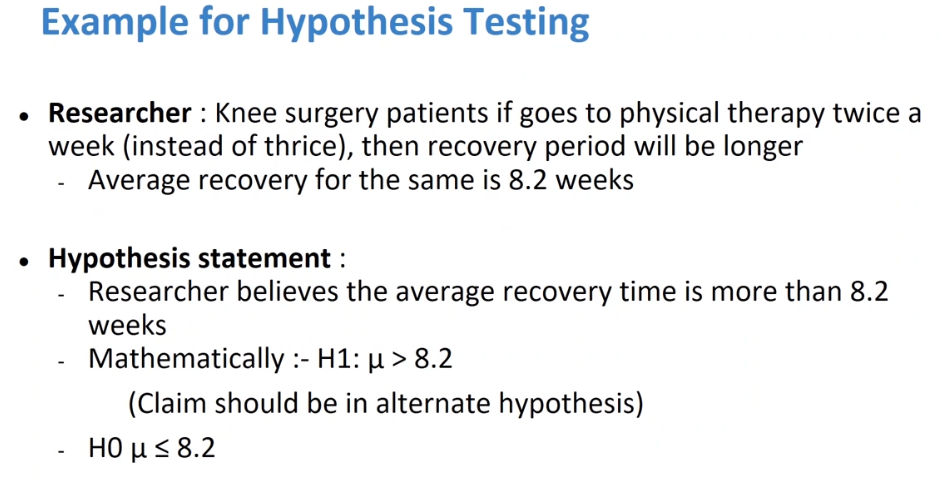 Example for Hypothesis Testing
• Researcher : Knee surgery patients if goes to physical therapy twice a
week (instead of thrice), then recovery period will be longer
- Average recovery for the same is 8.2 weeks
• Hypothesis statement :
- Researcher believes the average recovery time is more than 8.2
weeks
- Mathematically :- H1: μ > 8.2
(Claim should be in alternate hypothesis)
- H0 μ ≤ 8.2